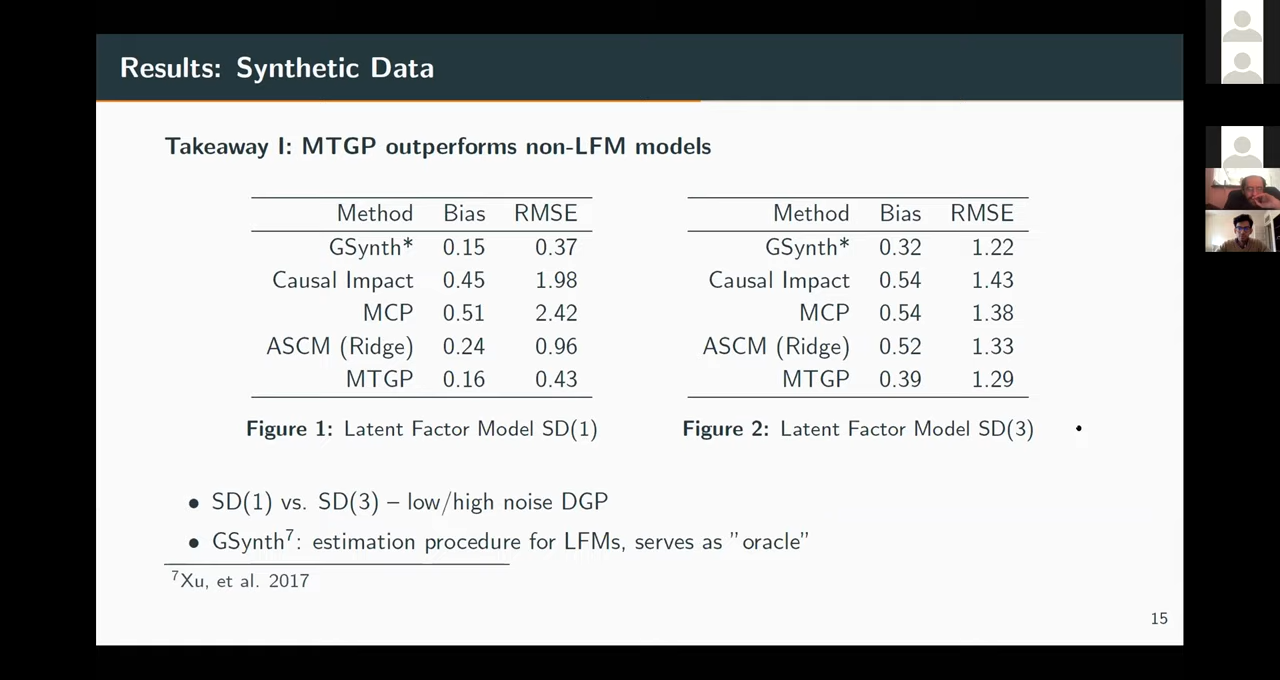 Results: Synthetic Data
Takeaway I: MTGP outperforms non-LFM models
Method Bias RMSE
GSynth* 0.15 0.37
Causal Impact 0.45 1.98
MCP 0.51 2.42
ASCM (Ridge) 0.24 0.96
MTGP 0.16 0.43
Figure 1: Latent Factor Model SD(1)
Method Bias RMSE
GSynth* 0.32 1.22
Causal Impact 0.54 1.43
MCP 0.54 1.38
ASCM (Ridge) 0.52 1.33
MTGP 0.39 1.29
Figure 2: Latent Factor Model SD(3)
• SD(1) vs. SD(3) – low/high noise DGP
• GSynth⁷: estimation procedure for LFMs, serves as ”oracle”
⁷Xu, et al. 2017
15